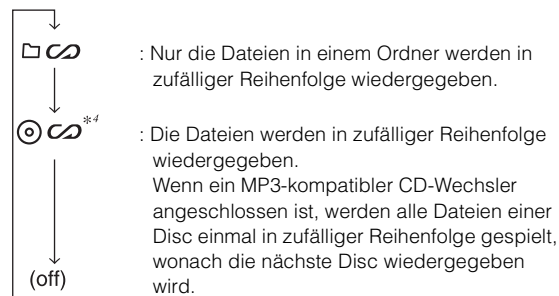 : Nur die Dateien in einem Ordner werden in
zufälliger Reihenfolge wiedergegeben.
*4
: Die Dateien werden in zufälliger Reihenfolge
wiedergegeben.
Wenn ein MP3-kompatibler CD-Wechsler
angeschlossen ist, werden alle Dateien einer
Disc einmal in zufälliger Reihenfolge gespielt,
wonach die nächste Disc wiedergegeben
wird.
(off)